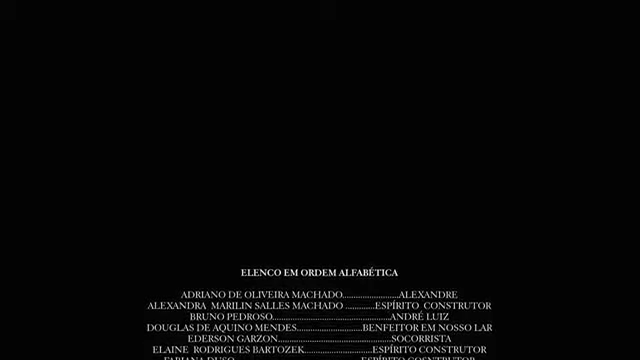 ELENCO EM ORDEM ALFABÉTICA
ADRIANO DE OLIVEIRA MACHADO..........................ALEXANDRE
ALEXANDRA MARILIN SALLES MACHADO ..............ESPÍRITO CONSTRUTOR
BRUNO PEDROSO......................................................ANDRÉ LUIZ
DOUGLAS DE AQUINO MENDES..............................BENFEITOR EM NOSSO LAR
EDERSON GARZON....................................................SOCORRISTA
ELAINE RODRIGUES BARTOZEK...............................ESPÍRITO CONSTRUTOR